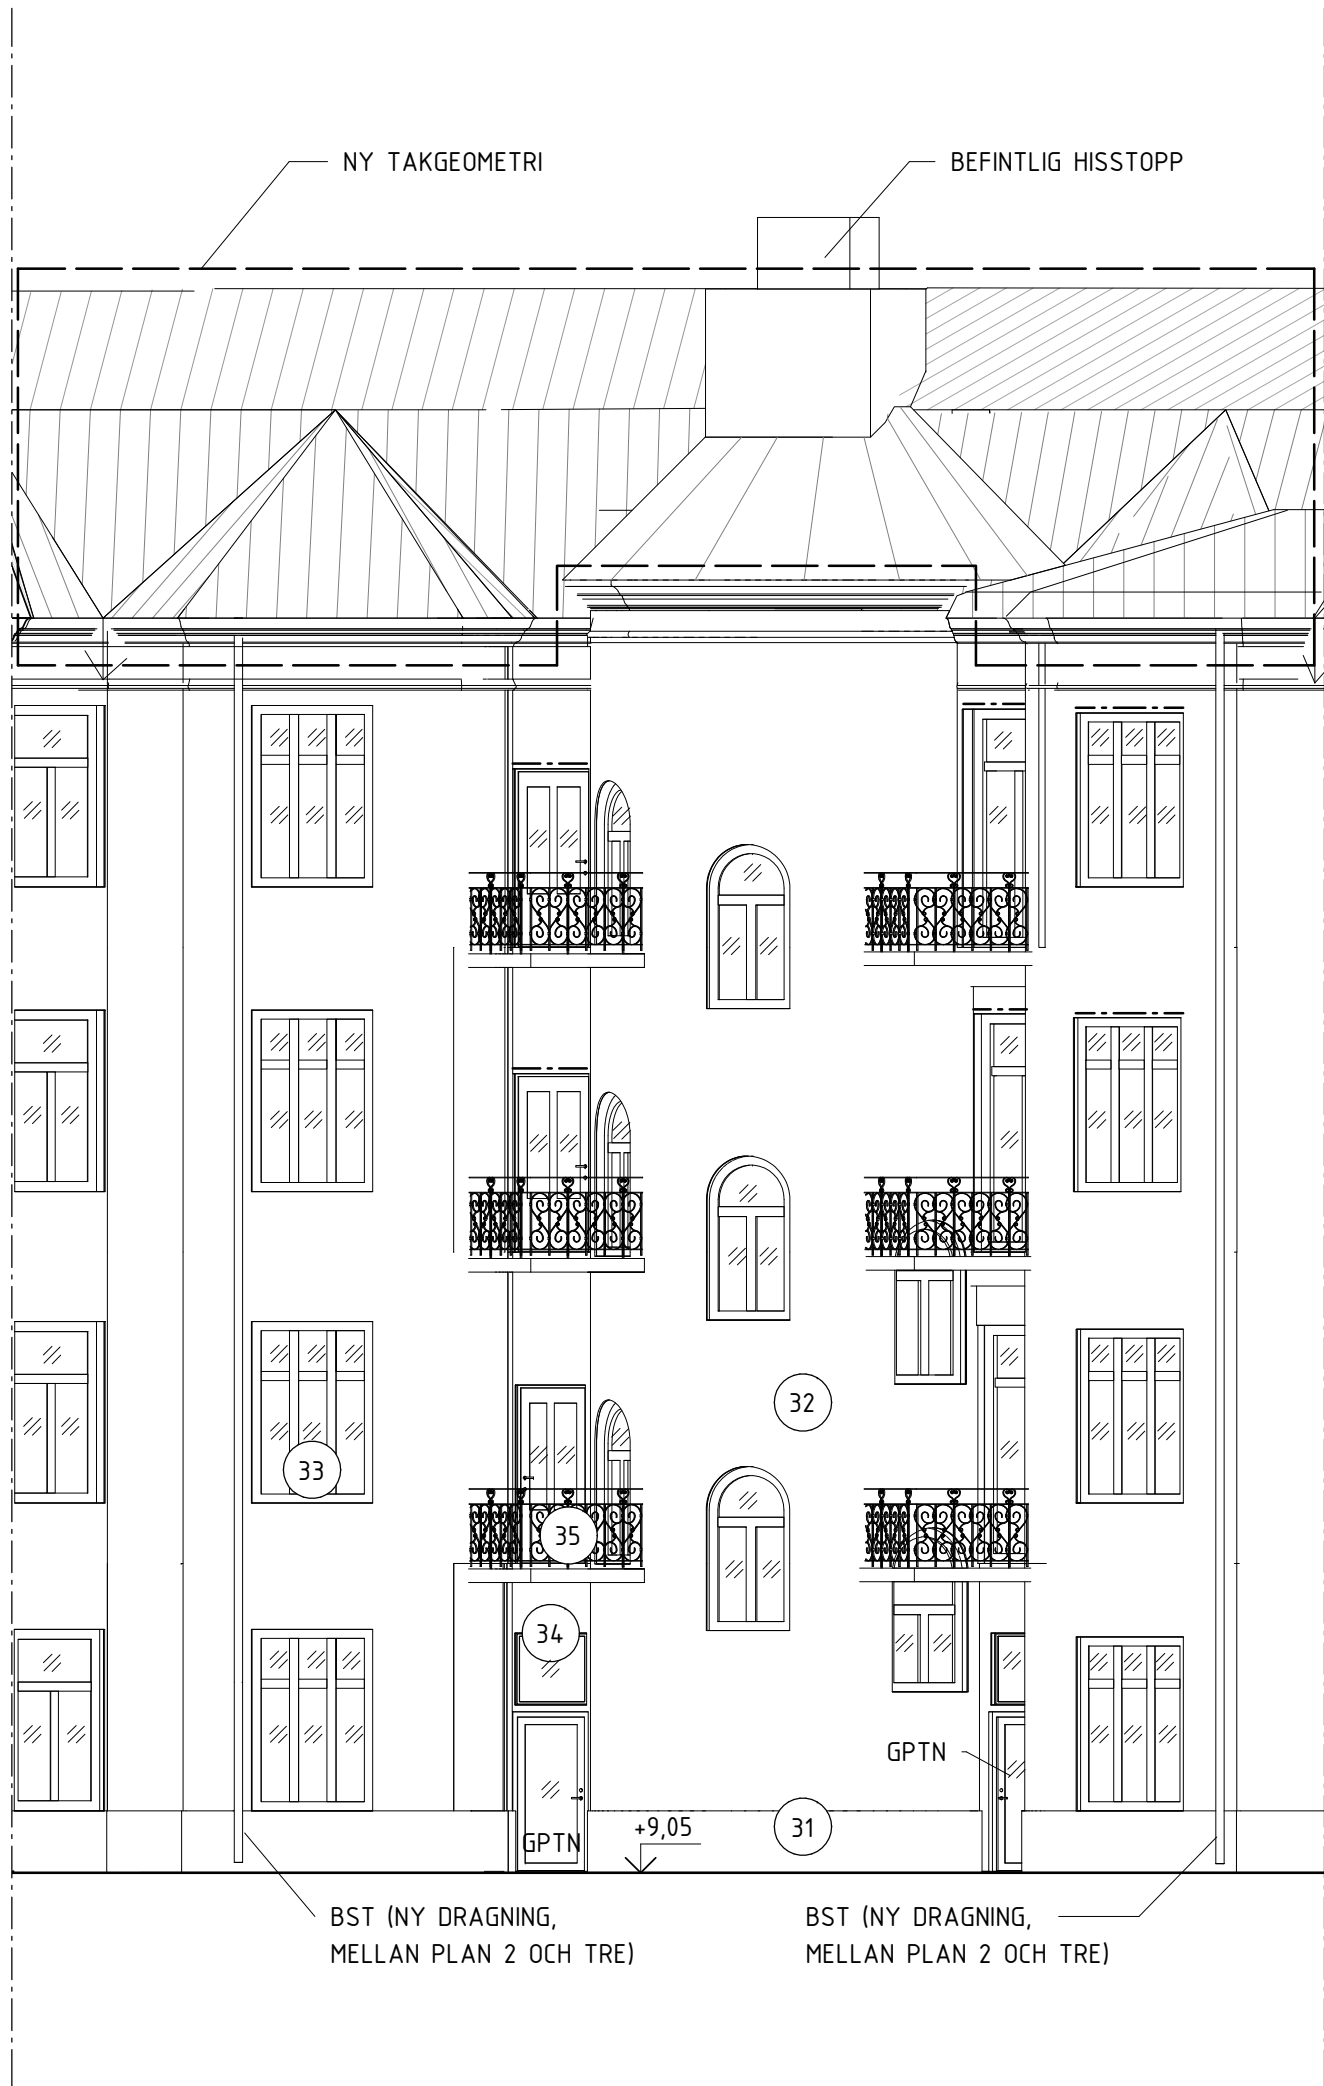 NY TAKGEOMETRI
BEFINTLIG HISSTOPP
32
33
35
34
GPTN
31
+9,05
GPTN
BST (NY DRAGNING,
MELLAN PLAN 2 OCH TRE)
BST (NY DRAGNING,
MELLAN PLAN 2 OCH TRE)